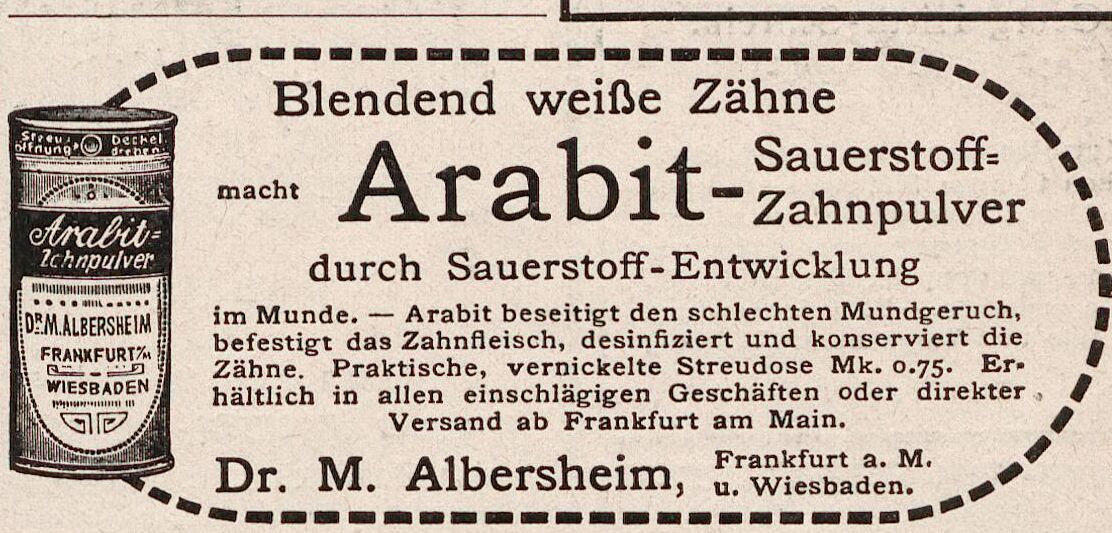 Streu- Deckel
öffnung drehen.
Arabit=
Zahnpulver
DR.M.ALBERSHEIM
FRANKFURT a/M
WIESBADEN
Blendend weiße Zähne
macht Arabit- Sauerstoff=
Zahnpulver
durch Sauerstoff-Entwicklung
im Munde. — Arabit beseitigt den schlechten Mundgeruch,
befestigt das Zahnfleisch, desinfiziert und konserviert die
Zähne. Praktische, vernickelte Streudose Mk. 0.75. Er-
hältlich in allen einschlägigen Geschäften oder direkter
Versand ab Frankfurt am Main.
Dr. M. Albersheim, Frankfurt a. M.
u. Wiesbaden.